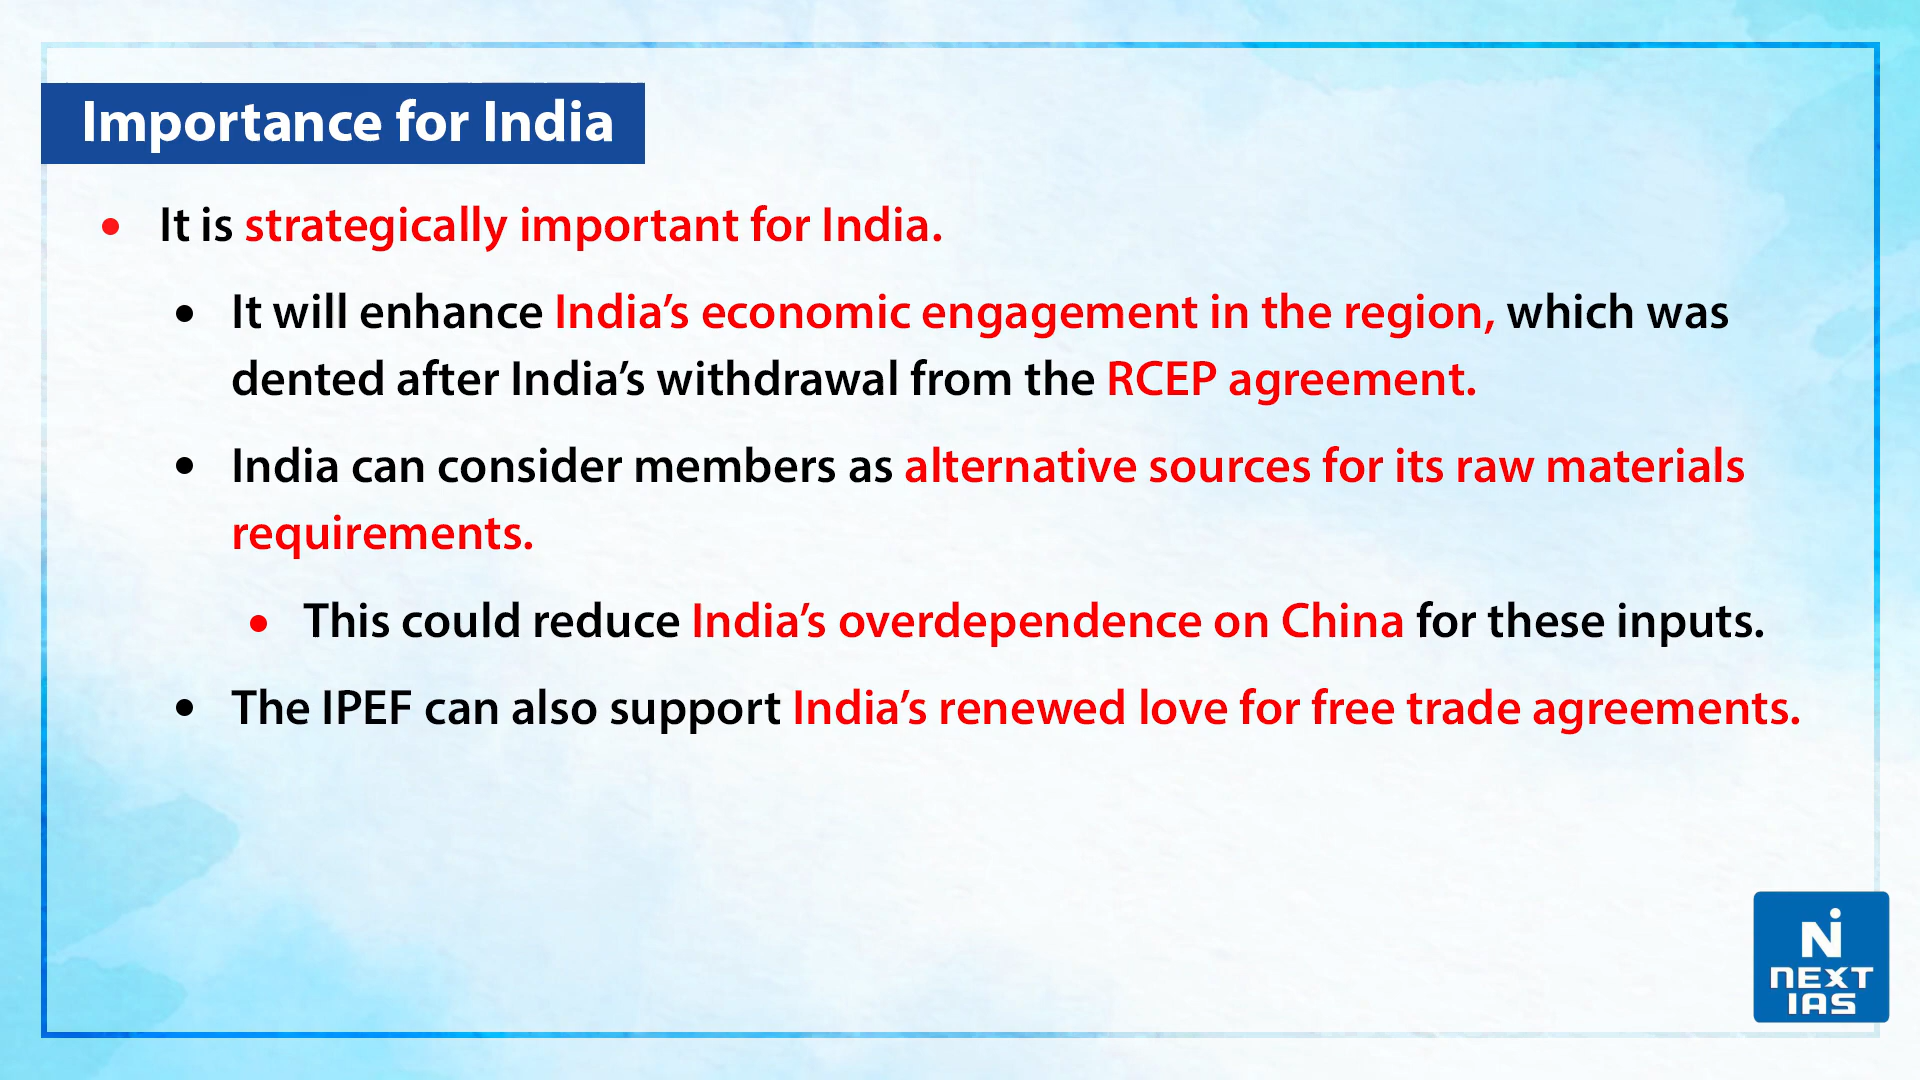 Importance for India
• It is strategically important for India.
• It will enhance India’s economic engagement in the region, which was
dented after India’s withdrawal from the RCEP agreement.
• India can consider members as alternative sources for its raw materials
requirements.
• This could reduce India’s overdependence on China for these inputs.
• The IPEF can also support India’s renewed love for free trade agreements.
NEXT
IAS